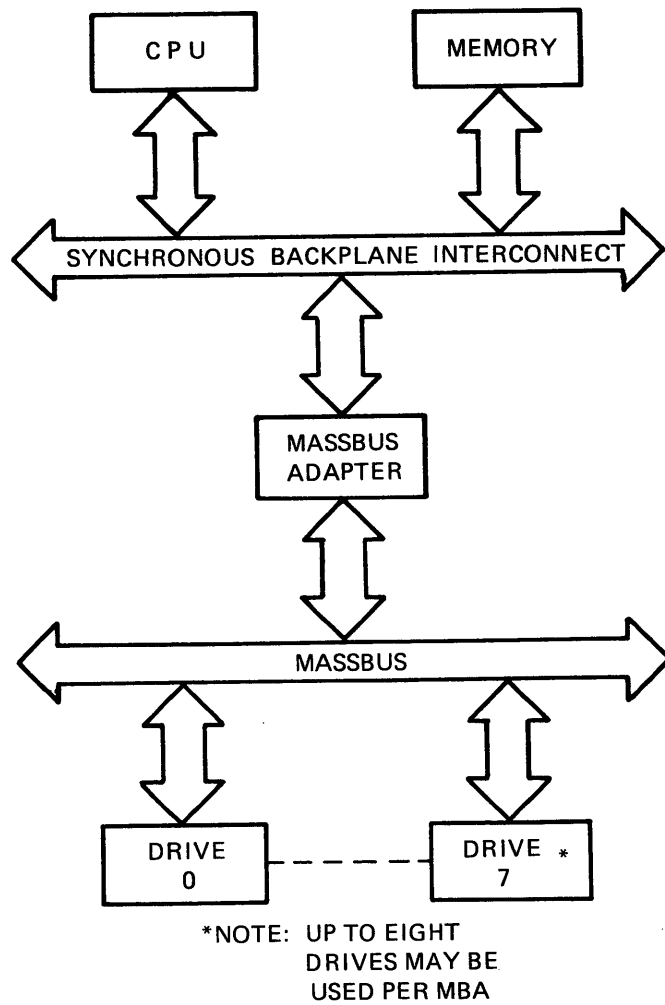 CPU
MEMORY
SYNCHRONOUS BACKPLANE INTERCONNECT
MASSBUS
ADAPTER
MASSBUS
DRIVE
0
DRIVE *
7
*NOTE: UP TO EIGHT
DRIVES MAY BE
USED PER MBA